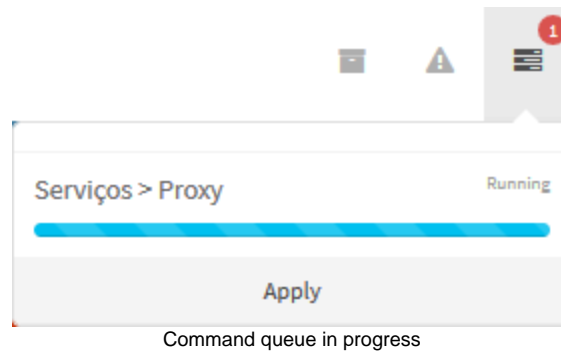 1
Serviços > Proxy
Running
Apply
Command queue in progress